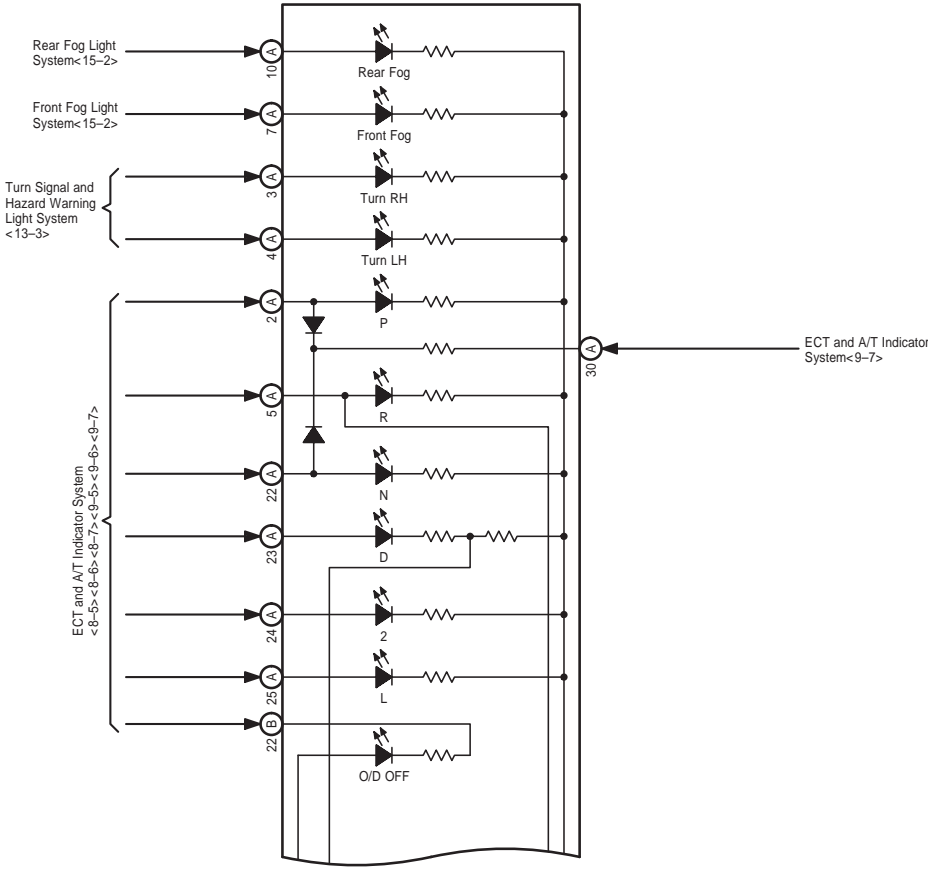 Rear Fog Light
System<15–2>
A
10
Rear Fog
Front Fog Light
System<15–2>
A
7
Front Fog
Turn Signal and
Hazard Warning
Light System
<13–3>
A
3
Turn RH
A
4
Turn LH
ECT and A/T Indicator System
<8–5><8–6><8–7><9–5><9–6><9–7>
A
2
P
A
30
ECT and A/T Indicator
System<9–7>
A
5
R
A
22
N
A
23
D
A
24
2
A
25
L
B
22
O/D OFF